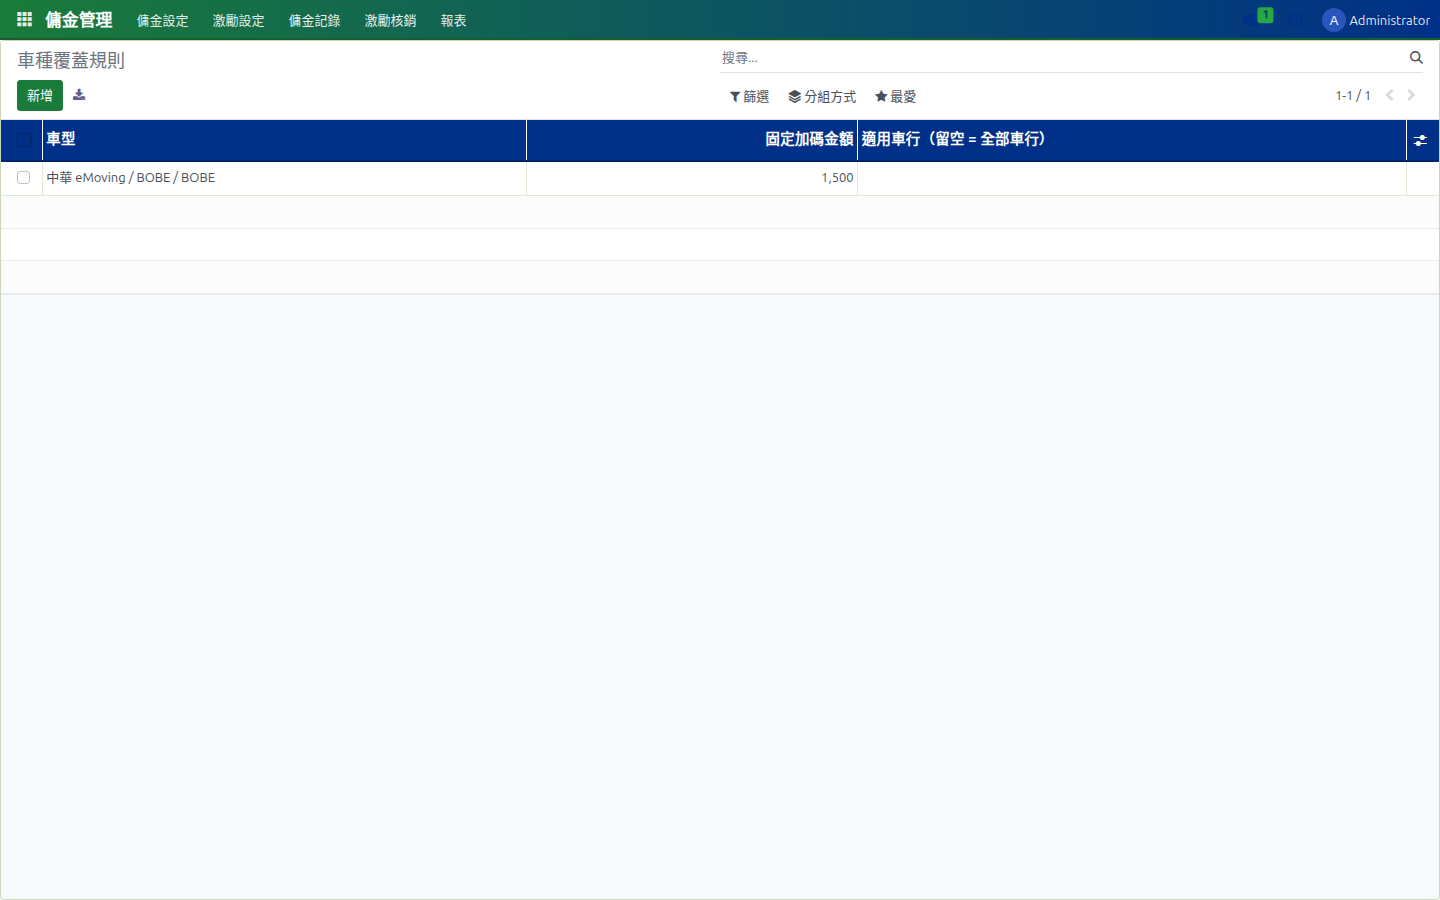 傭金管理 傭金設定 激勵設定 傭金記錄 激勵核銷 報表 1 A Administrator
車種覆蓋規則 搜尋...
新增 篩選 分組方式 最愛 1-1 / 1
車型 固定加碼金額 適用車行（留空 = 全部車行）
中華 eMoving / BOBE / BOBE 1,500